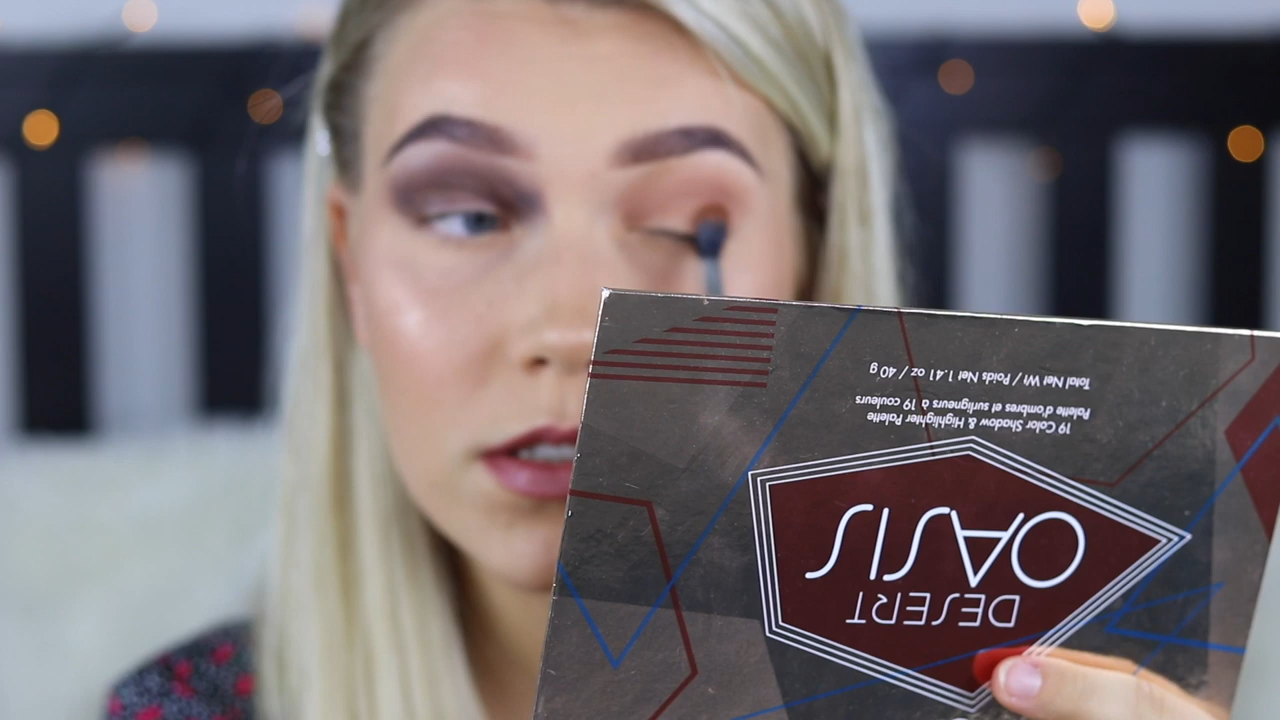 DESERT
OASIS
19 Color Shadow & Highlighter Palette
Palette d'ombres et surligneurs à 19 couleurs
Total Net Wt / Poids Net 1.41 oz / 40 g